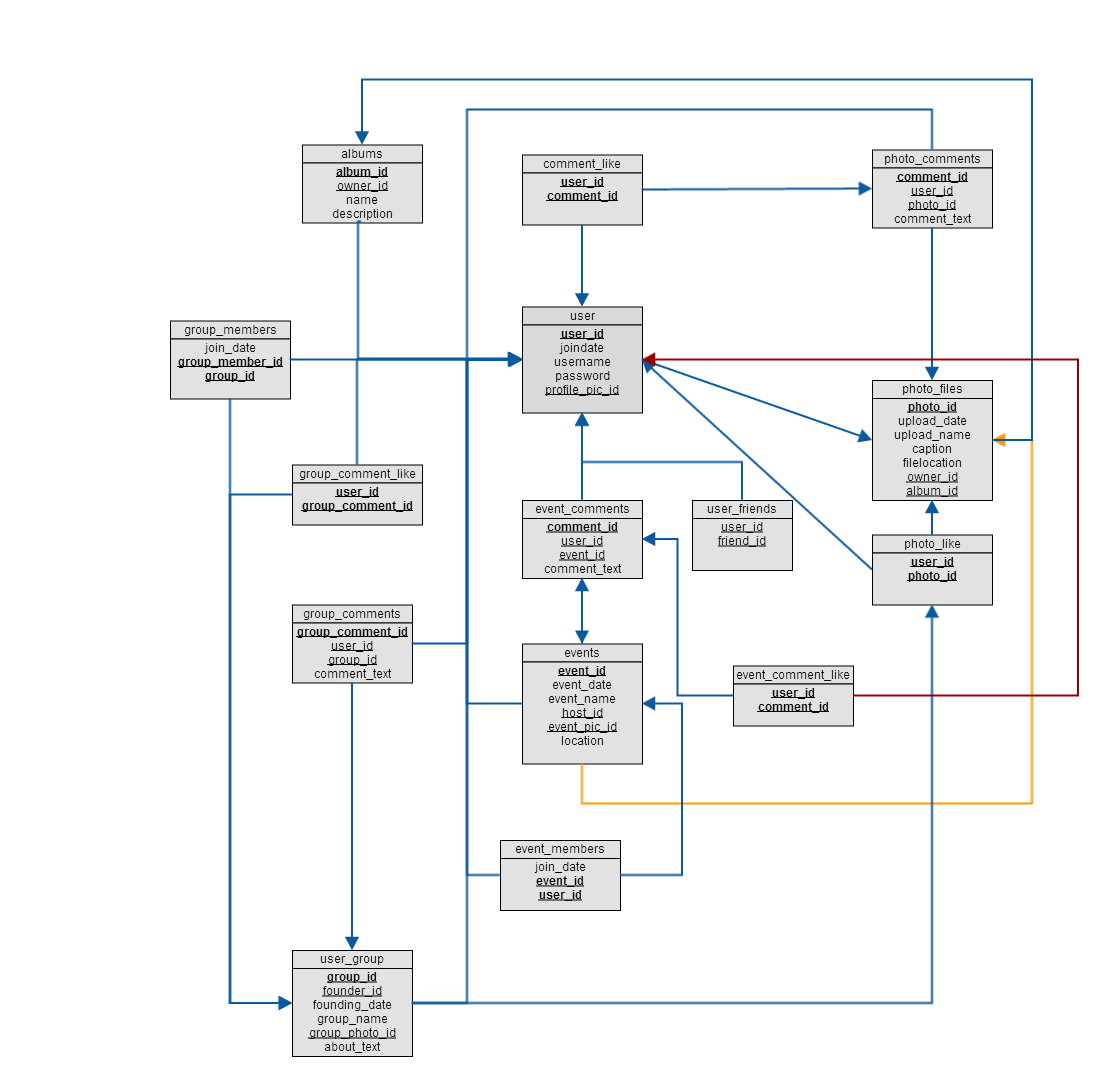 albums
album_id
owner_id
name
description
comment_like
user_id
comment_id
photo_comments
comment_id
user_id
photo_id
comment_text
group_members
join_date
group_member_id
group_id
user
user_id
joindate
username
password
profile_pic_id
photo_files
photo_id
upload_date
upload_name
caption
filelocation
owner_id
album_id
group_comment_like
user_id
group_comment_id
event_comments
comment_id
user_id
event_id
comment_text
user_friends
user_id
friend_id
photo_like
user_id
photo_id
group_comments
group_comment_id
user_id
group_id
comment_text
events
event_id
event_date
event_name
host_id
event_pic_id
location
event_comment_like
user_id
comment_id
event_members
join_date
event_id
user_id
user_group
group_id
founder_id
founding_date
group_name
group_photo_id
about_text